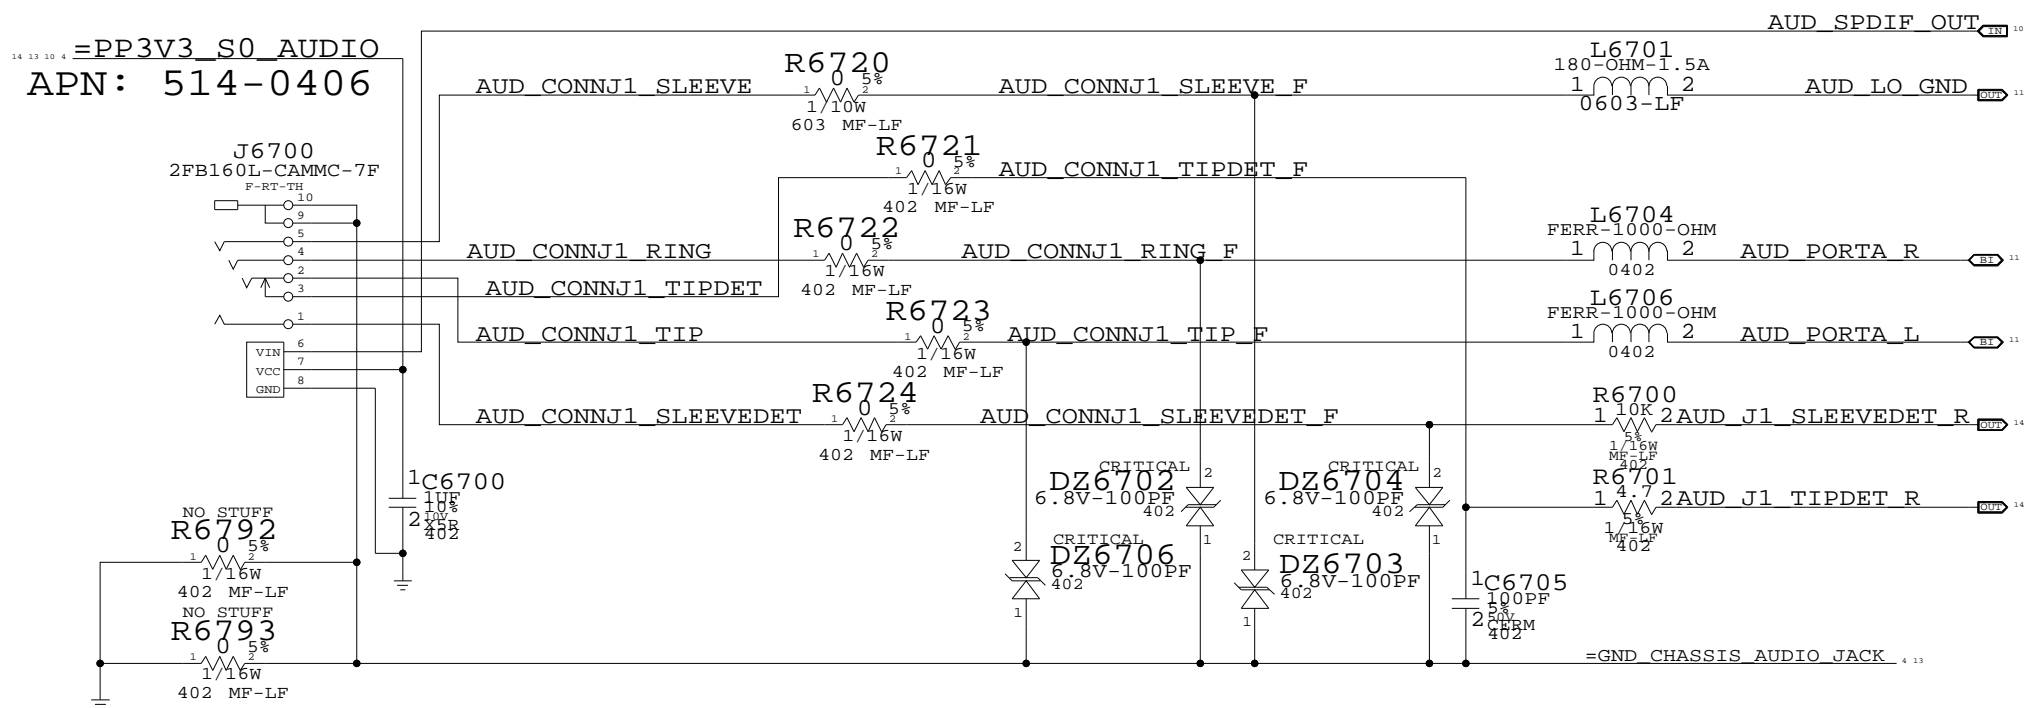 AUD_SPDIF_OUT IN 10
14 13 10 4 =PP3V3_S0_AUDIO
APN: 514-0406
R6720
0 5%
1 2
1/10W
603 MF-LF
AUD_CONNJ1_SLEEVE
AUD_CONNJ1_SLEEVE_F
L6701
180-OHM-1.5A
1 2
0603-LF
AUD_LO_GND OUT 11
J6700
2FB160L-CAMMC-7F
F-RT-TH
10
9
5
4
2
3
1
VIN 6
VCC 7
GND 8
R6721
0 5%
1 2
1/16W
402 MF-LF
AUD_CONNJ1_TIPDET_F
R6722
0 5%
1 2
1/16W
402 MF-LF
AUD_CONNJ1_RING
AUD_CONNJ1_RING_F
L6704
FERR-1000-OHM
1 2
0402
AUD_PORTA_R BI 11
AUD_CONNJ1_TIPDET
R6723
0 5%
1 2
1/16W
402 MF-LF
AUD_CONNJ1_TIP
AUD_CONNJ1_TIP_F
L6706
FERR-1000-OHM
1 2
0402
AUD_PORTA_L BI 11
R6724
0 5%
1 2
1/16W
402 MF-LF
AUD_CONNJ1_SLEEVEDET
AUD_CONNJ1_SLEEVEDET_F
R6700
1 10K 2
5%
1/16W
MF-LF
402
AUD_J1_SLEEVEDET_R OUT 14
R6701
1 4.7 2
5%
1/16W
MF-LF
402
AUD_J1_TIPDET_R OUT 14
CRITICAL 2
DZ6702
6.8V-100PF
402
1
CRITICAL 2
DZ6704
6.8V-100PF
402
1
1
C6700
1UF
10%
10V
2
X5R
402
NO STUFF
R6792
0 5%
1 2
1/16W
402 MF-LF
2 CRITICAL
DZ6706
6.8V-100PF
402
1
CRITICAL
2
DZ6703
6.8V-100PF
402
1
1
C6705
100PF
5%
50V
2
CERM
402
NO STUFF
R6793
0 5%
1 2
1/16W
402 MF-LF
=GND_CHASSIS_AUDIO_JACK 4 13